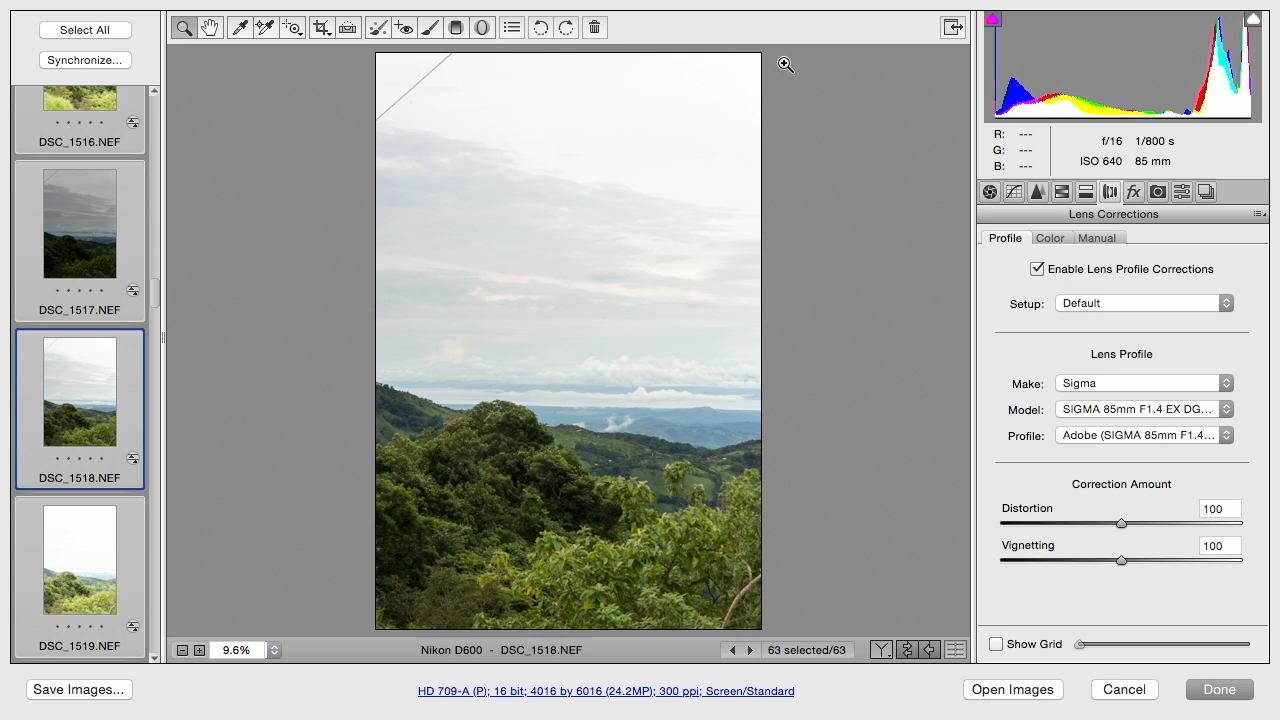 Select All
Synchronize...
DSC_1516.NEF
DSC_1517.NEF
DSC_1518.NEF
DSC_1519.NEF
R: ---
G: ---
B: ---
f/16 1/800 s
ISO 640 85 mm
fx
Lens Corrections
Profile Color Manual
Enable Lens Profile Corrections
Setup: Default
Lens Profile
Make: Sigma
Model: SIGMA 85mm F1.4 EX DG...
Profile: Adobe (SIGMA 85mm F1.4...
Correction Amount
Distortion 100
Vignetting 100
Show Grid
9.6%
Nikon D600 - DSC_1518.NEF
63 selected/63
Y
Save Images...
HD 709-A (P); 16 bit; 4016 by 6016 (24.2MP); 300 ppi; Screen/Standard
Open Images
Cancel
Done